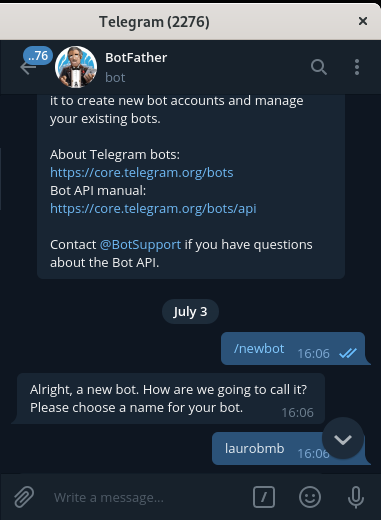 Telegram (2276)
..76
BotFather
bot
it to create new bot accounts and manage
your existing bots.
About Telegram bots:
https://core.telegram.org/bots
Bot API manual:
https://core.telegram.org/bots/api
Contact @BotSupport if you have questions
about the Bot API.
July 3
/newbot 16:06
Alright, a new bot. How are we going to call it?
Please choose a name for your bot. 16:06
laurobmb 16:06
Write a message...